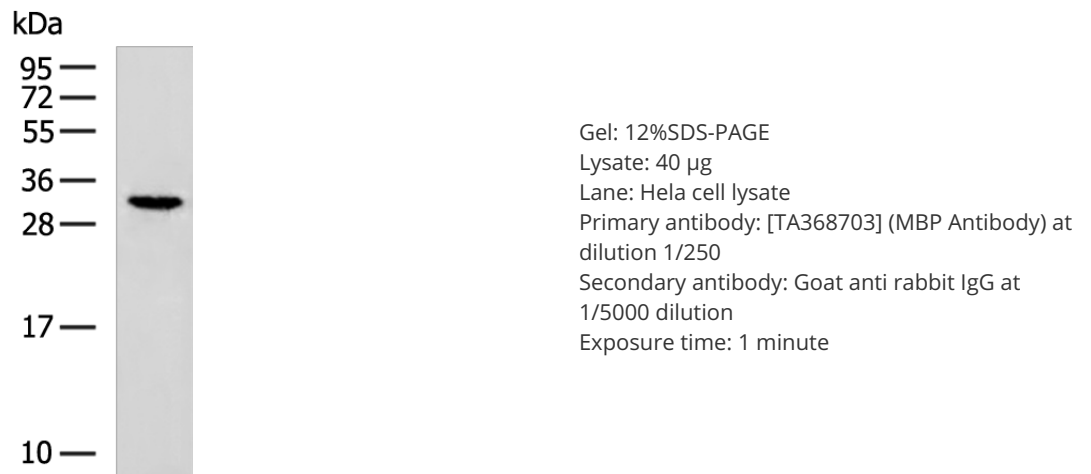 kDa
95
72
55
36
28
17
10
Gel: 12%SDS-PAGE
Lysate: 40 μg
Lane: Hela cell lysate
Primary antibody: [TA368703] (MBP Antibody) at
dilution 1/250
Secondary antibody: Goat anti rabbit IgG at
1/5000 dilution
Exposure time: 1 minute